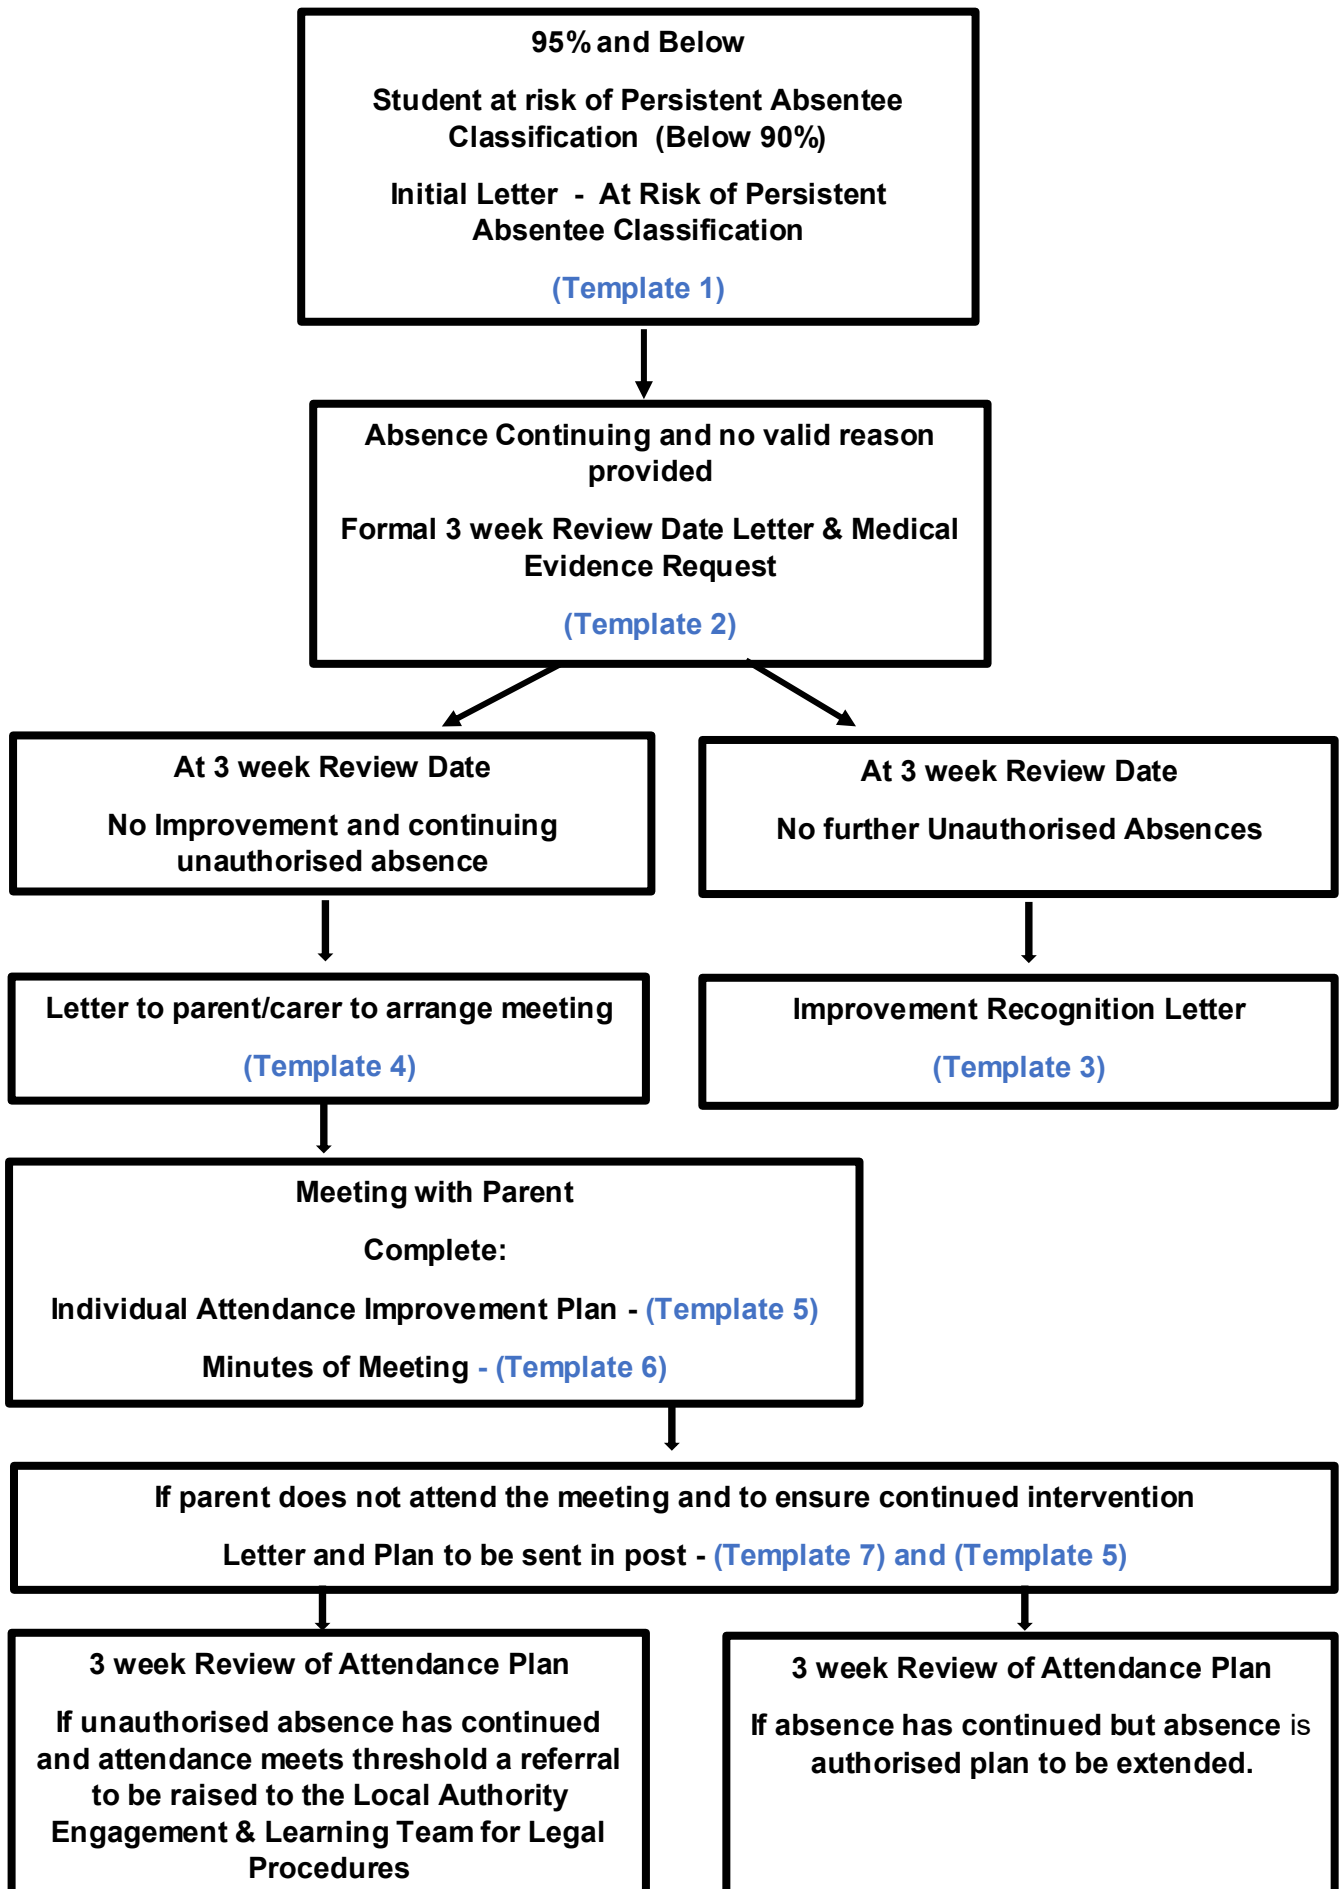 95% and Below
Student at risk of Persistent Absentee
Classification (Below 90%)
Initial Letter - At Risk of Persistent
Absentee Classification
(Template 1)
Absence Continuing and no valid reason
provided
Formal 3 week Review Date Letter & Medical
Evidence Request
(Template 2)
At 3 week Review Date
No Improvement and continuing
unauthorised absence
At 3 week Review Date
No further Unauthorised Absences
Letter to parent/carer to arrange meeting
(Template 4)
Improvement Recognition Letter
(Template 3)
Meeting with Parent
Complete:
Individual Attendance Improvement Plan - (Template 5)
Minutes of Meeting - (Template 6)
If parent does not attend the meeting and to ensure continued intervention
Letter and Plan to be sent in post - (Template 7) and (Template 5)
3 week Review of Attendance Plan
If unauthorised absence has continued
and attendance meets threshold a referral
to be raised to the Local Authority
Engagement & Learning Team for Legal
Procedures
3 week Review of Attendance Plan
If absence has continued but absence is
authorised plan to be extended.